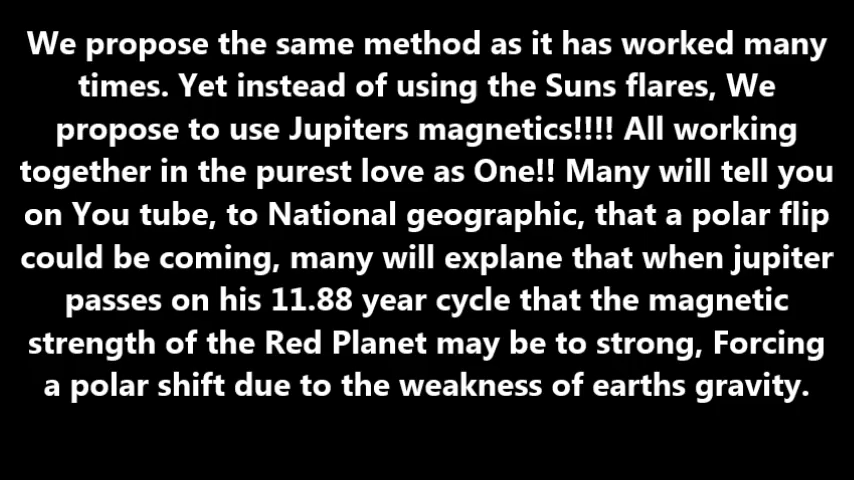 We propose the same method as it has worked many
times. Yet instead of using the Suns flares, We
propose to use Jupiters magnetics!!!! All working
together in the purest love as One!! Many will tell you
on You tube, to National geographic, that a polar flip
could be coming, many will explane that when jupiter
passes on his 11.88 year cycle that the magnetic
strength of the Red Planet may be to strong, Forcing
a polar shift due to the weakness of earths gravity.